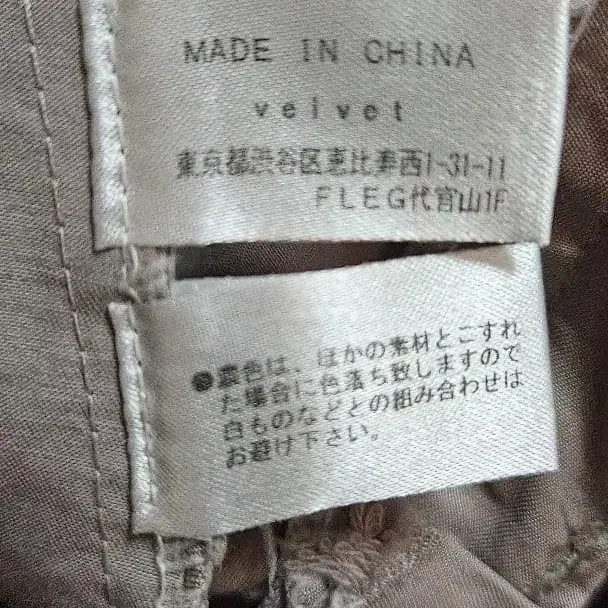 MADE IN CHINA
velvet
東京都渋谷区恵比寿西1-31-11
FLEG代官山1F
●濃色は、ほかの素材とこすれ
た場合に色落ち致しますので
白ものなどとの組み合わせは
お避け下さい。